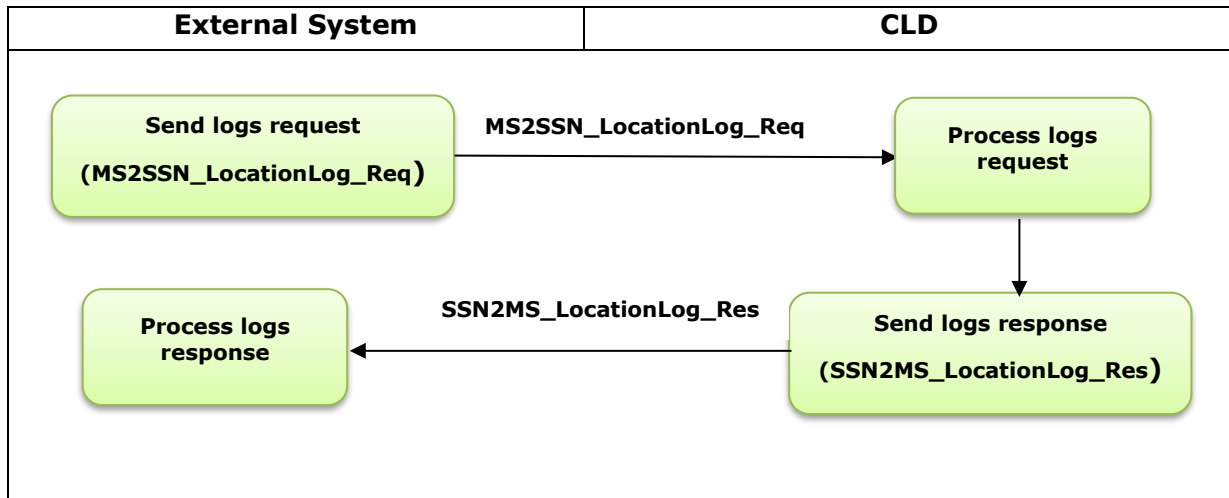 External System
CLD
Send logs request
(MS2SSN_LocationLog_Req)
MS2SSN_LocationLog_Req
Process logs
request
SSN2MS_LocationLog_Res
Process logs
response
Send logs response
(SSN2MS_LocationLog_Res)